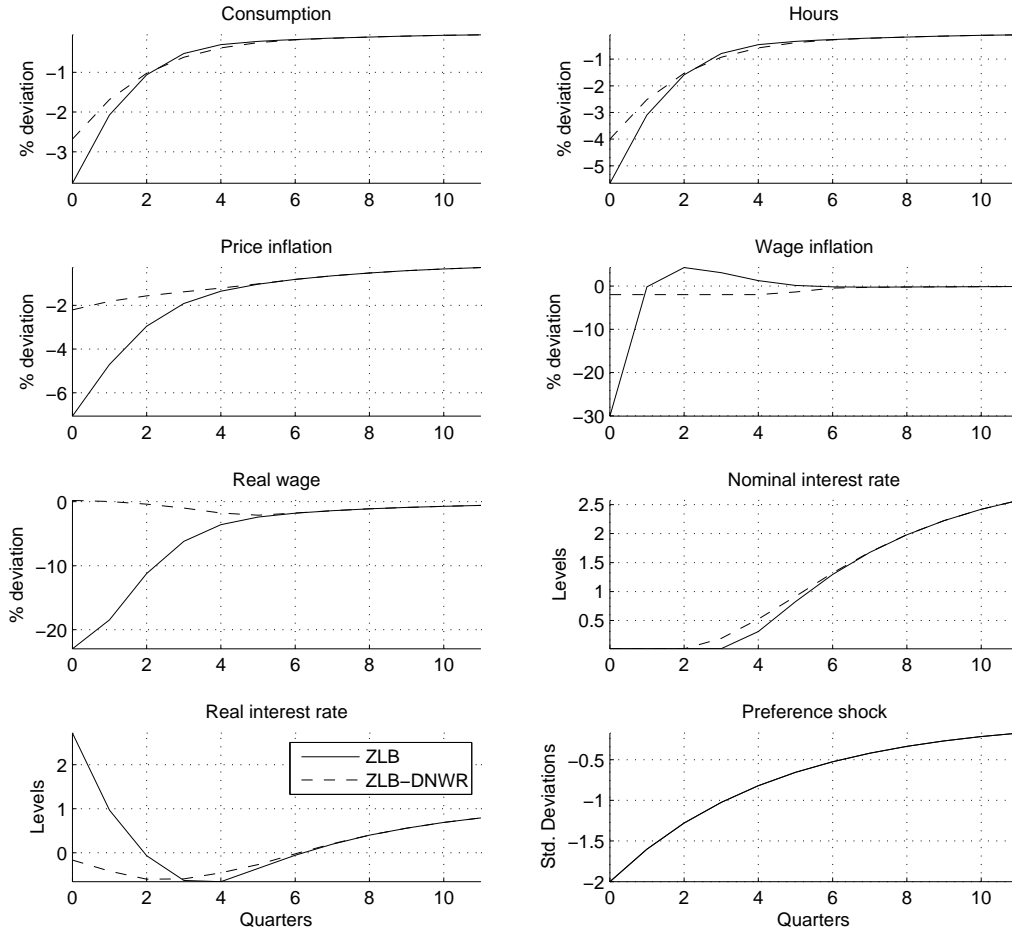 Consumption
% deviation
−1
−2
−3
0 2 4 6 8 10
Hours
% deviation
−1
−2
−3
−4
−5
0 2 4 6 8 10
Price inflation
% deviation
−2
−4
−6
0 2 4 6 8 10
Wage inflation
% deviation
0
−10
−20
−30
0 2 4 6 8 10
Real wage
% deviation
0
−10
−20
0 2 4 6 8 10
Nominal interest rate
Levels
2.5
2
1.5
1
0.5
0 2 4 6 8 10
Real interest rate
Levels
2
1
0
ZLB
ZLB−DNWR
0 2 4 6 8 10
Quarters
Preference shock
Std. Deviations
−0.5
−1
−1.5
−2
0 2 4 6 8 10
Quarters